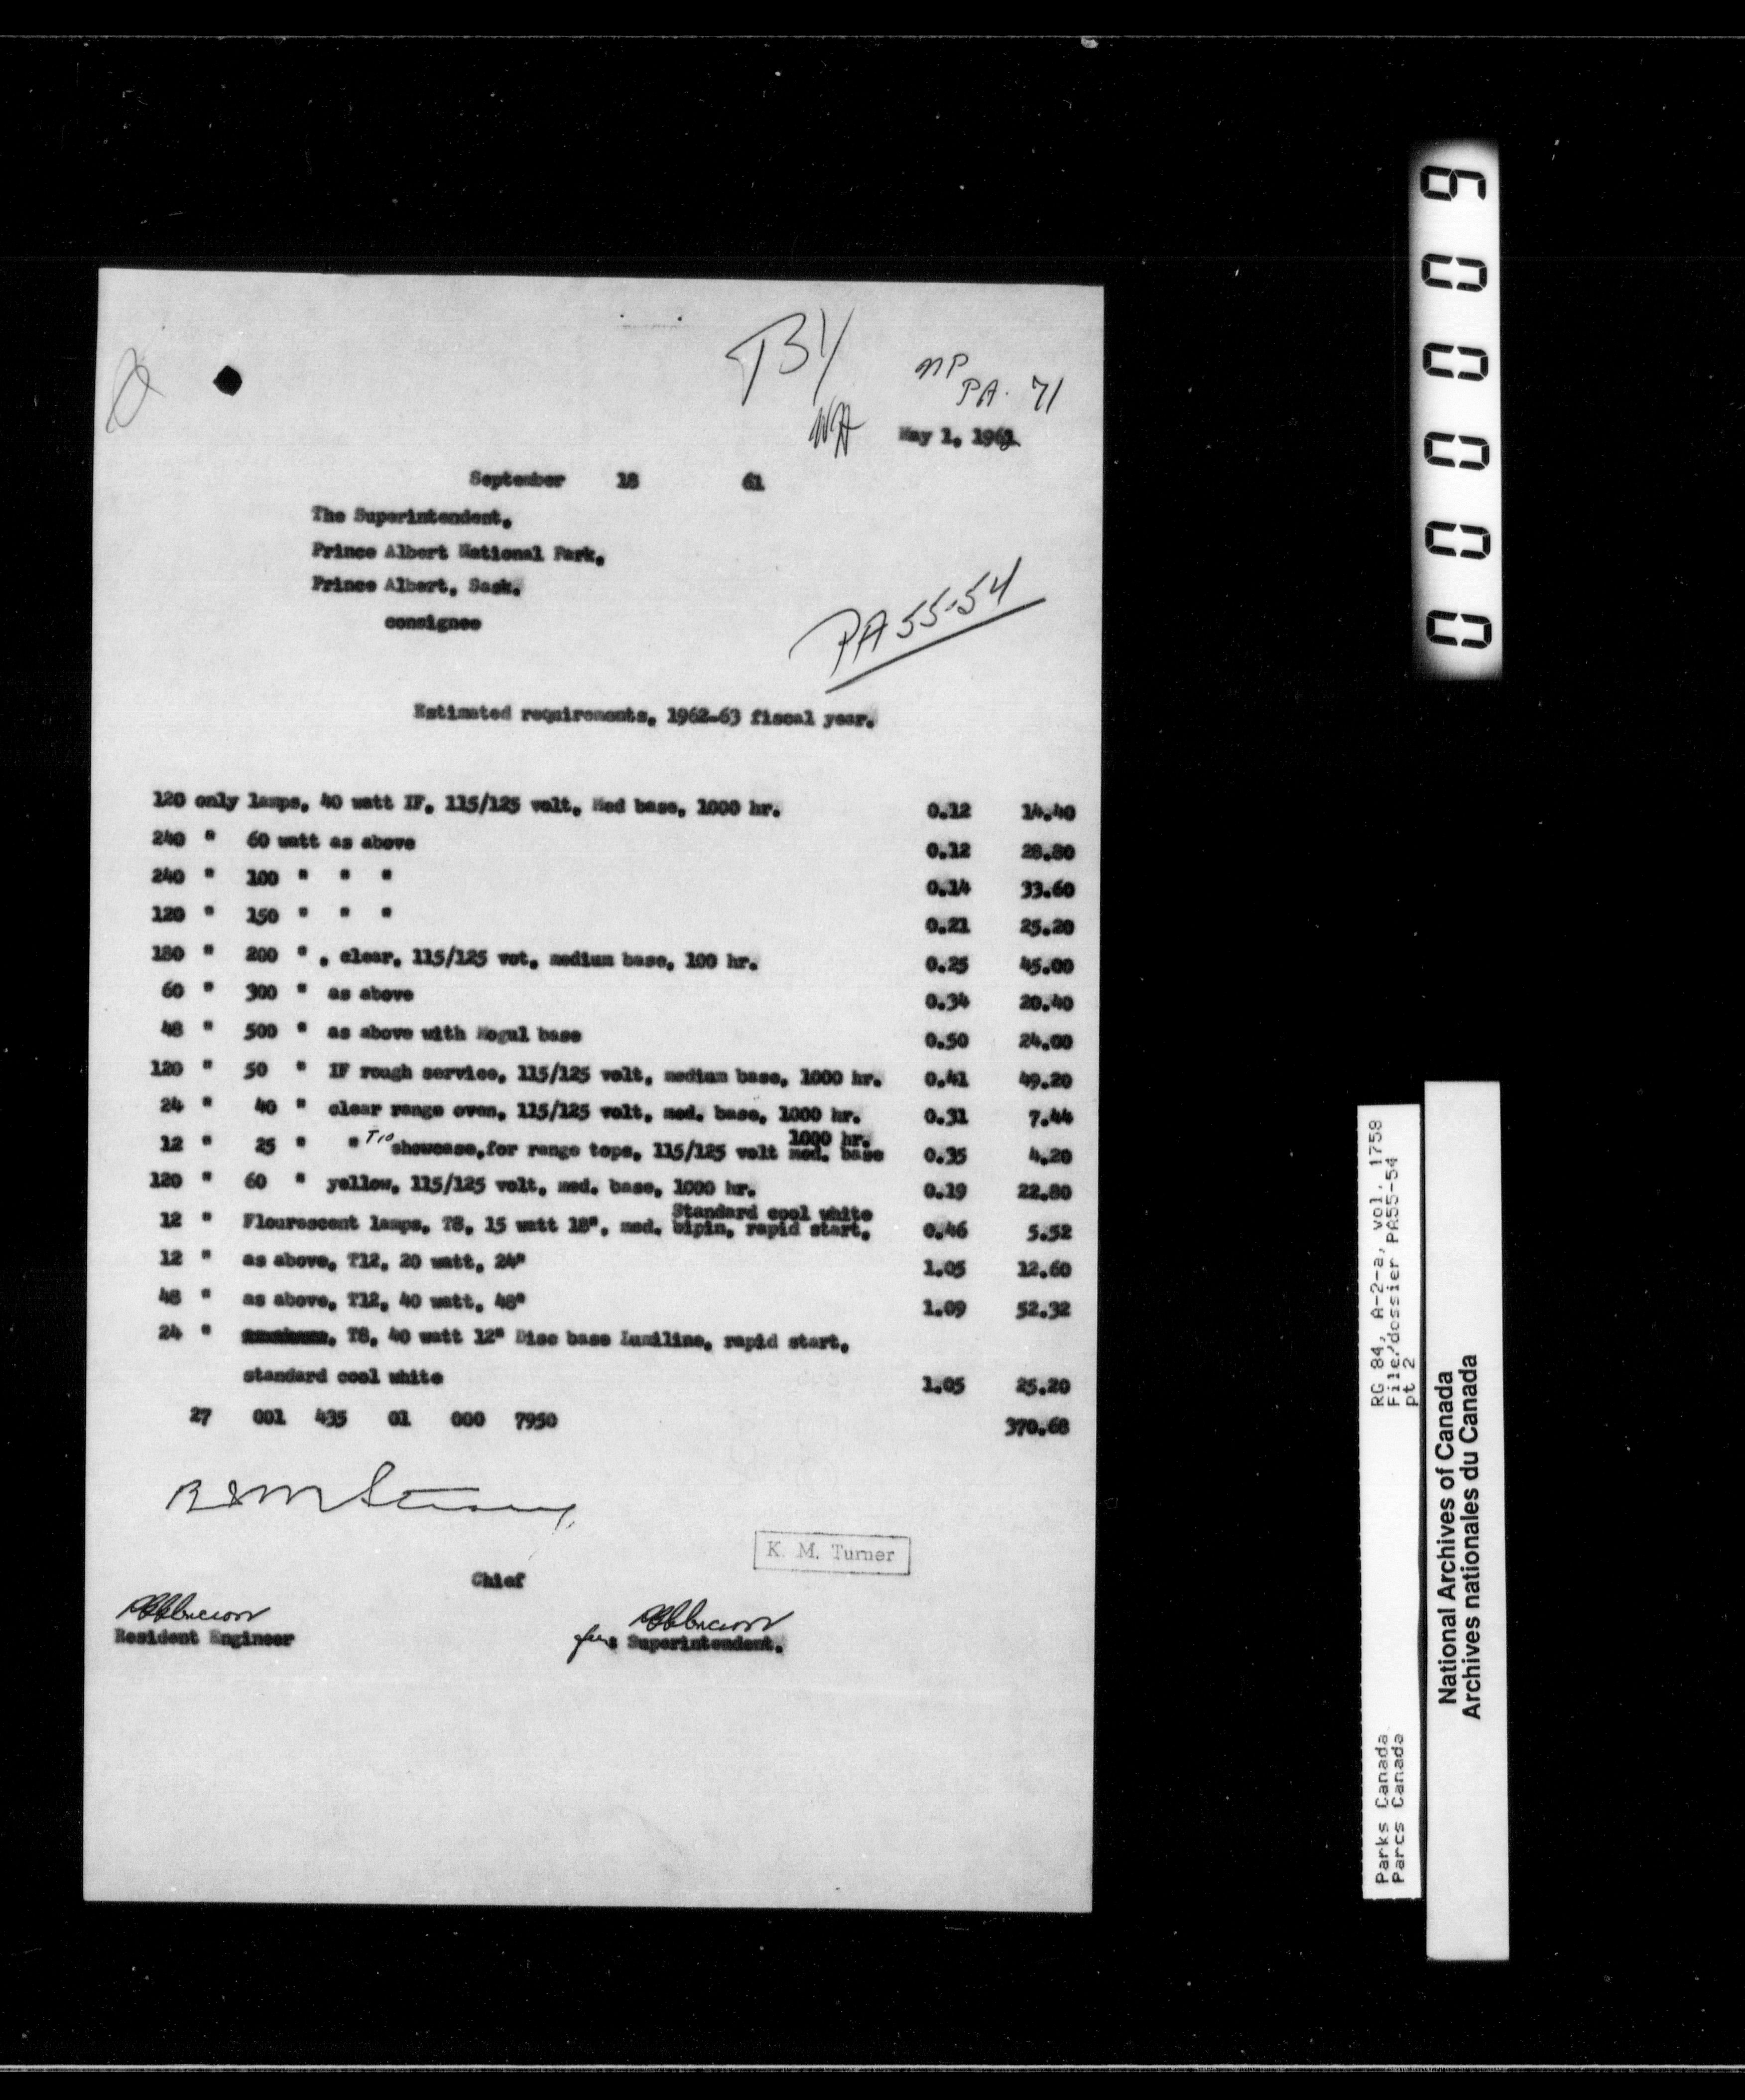 NP
PA. 71
May 1, 1962
September 18 61
The Superintendent,
Prince Albert National Park,
Prince Albert, Sask.
consignee
PA 55-54
Estimated requirements, 1962-63 fiscal year.
120 only lamps, 40 watt IF, 115/125 volt, Med base, 1000 hr. 0.12 14.40
240 " 60 watt as above 0.12 28.80
240 " 100 " " " 0.14 33.60
120 " 150 " " " 0.21 25.20
180 " 200 " , clear, 115/125 vot, medium base, 100 hr. 0.25 45.00
60 " 300 " as above 0.34 20.40
48 " 500 " as above with Mogul base 0.50 24.00
120 " 50 " IF rough service, 115/125 volt, medium base, 1000 hr. 0.41 49.20
24 " 40 " clear range oven, 115/125 volt, med. base, 1000 hr. 0.31 7.44
1000 hr.
12 " 25 " " T10 showcase,for range tops, 115/125 volt med. base 0.35 4.20
120 " 60 " yellow, 115/125 volt, med. base, 1000 hr. 0.19 22.80
Standard cool white
12 " Flourescent lamps, T8, 15 watt 18", med. bipin, rapid start, 0.46 5.52
12 " as above, T12, 20 watt, 24" 1.05 12.60
48 " as above, T12, 40 watt, 48" 1.09 52.32
24 " T8, 40 watt 12" Disc base Lumiline, rapid start,
standard cool white 1.05 25.20
27 001 435 01 000 7950 370.68
K. M. Turner
Chief
Resident Engineer
for: Superintendent.
000009
RG 84, A-2-a, vol. 1758
File/dossier PA55-54
pt 2
Parks Canada
Parcs Canada
National Archives of Canada
Archives nationales du Canada